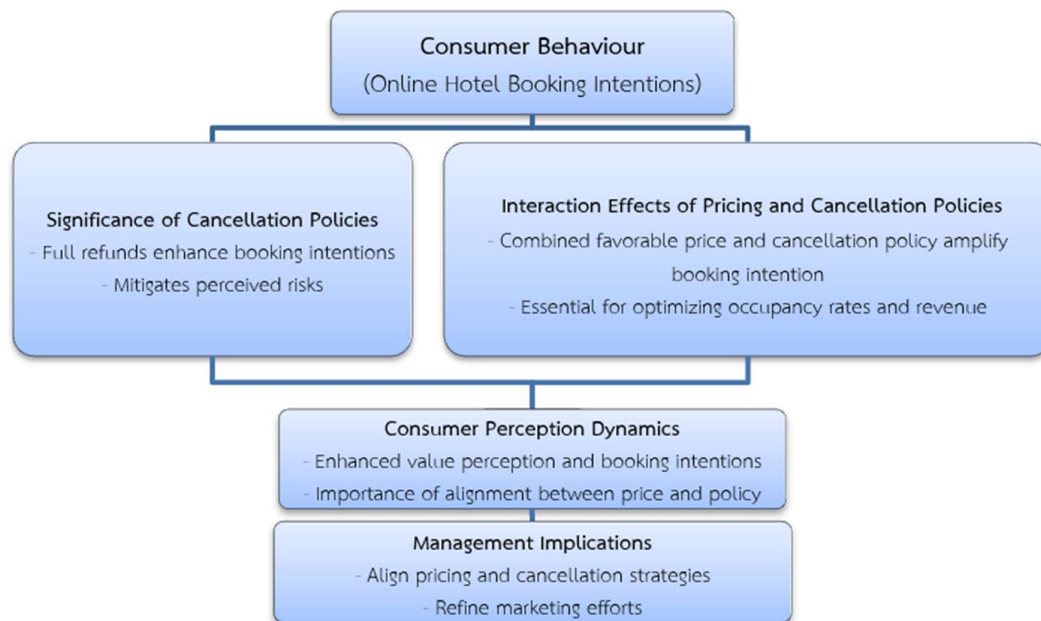 Consumer Behaviour
(Online Hotel Booking Intentions)
Significance of Cancellation Policies
- Full refunds enhance booking intentions
- Mitigates perceived risks
Interaction Effects of Pricing and Cancellation Policies
- Combined favorable price and cancellation policy amplify
booking intention
- Essential for optimizing occupancy rates and revenue
Consumer Perception Dynamics
- Enhanced value perception and booking intentions
- Importance of alignment between price and policy
Management Implications
- Align pricing and cancellation strategies
- Refine marketing efforts